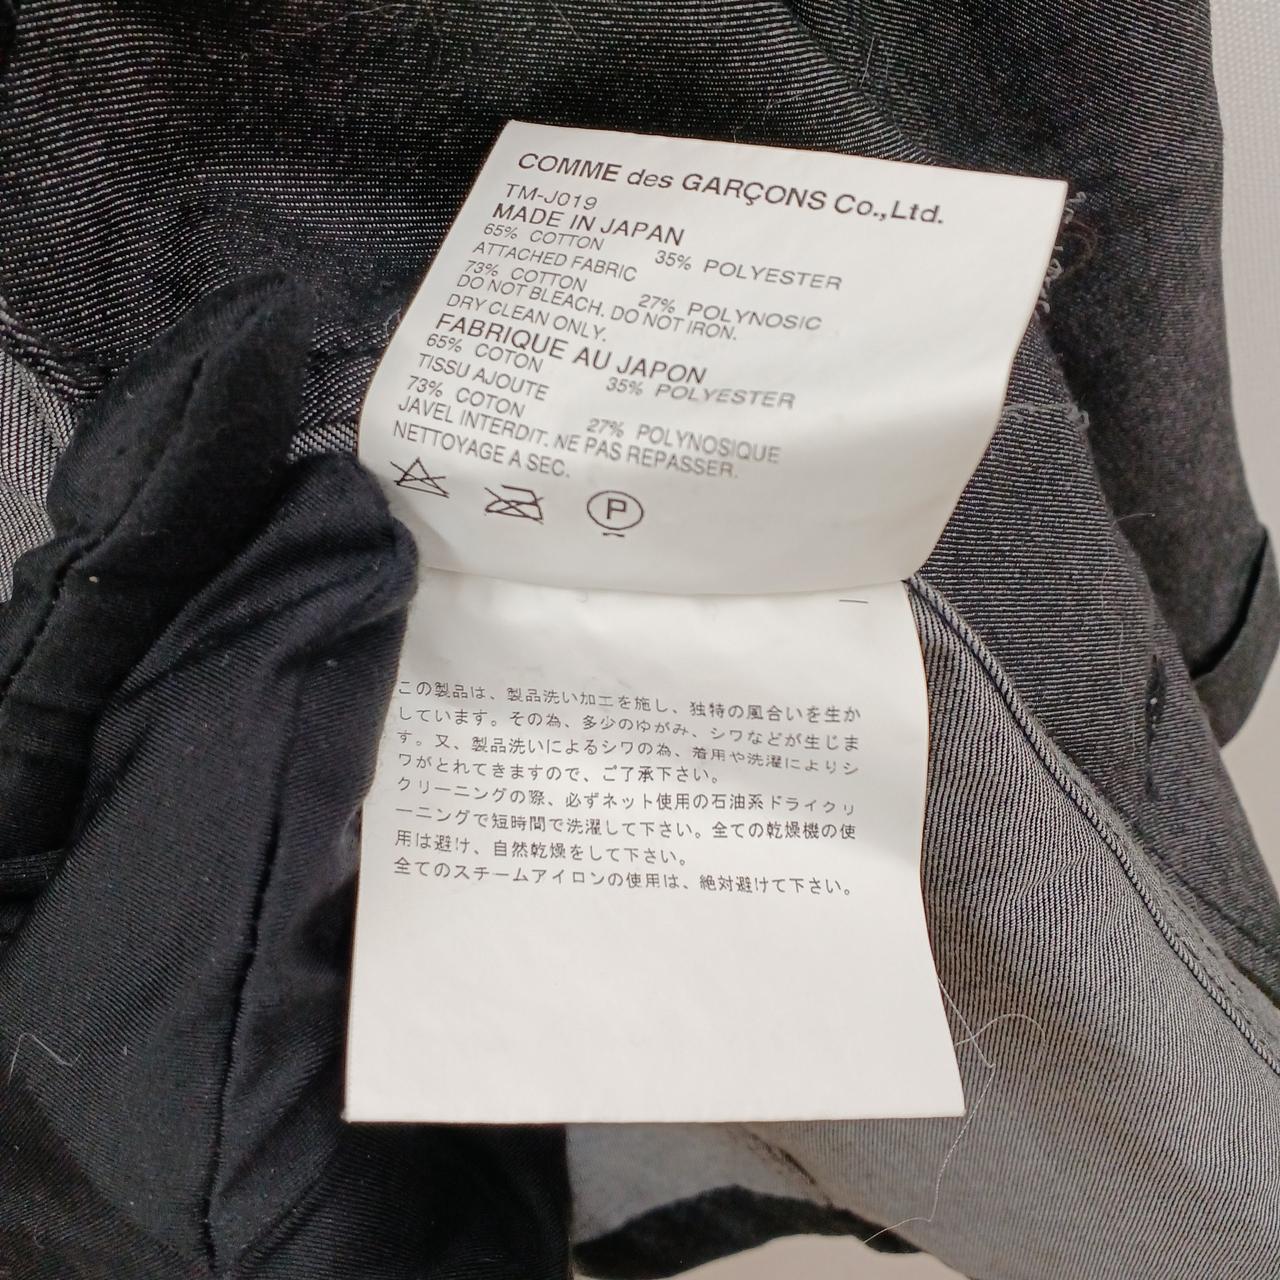 COMME des GARÇONS Co.,Ltd.
TM-J019
MADE IN JAPAN
65% COTTON 35% POLYESTER
ATTACHED FABRIC
73% COTTON 27% POLYNOSIC
DO NOT BLEACH. DO NOT IRON.
DRY CLEAN ONLY.
FABRIQUE AU JAPON
65% COTON 35% POLYESTER
TISSU AJOUTE
73% COTON 27% POLYNOSIQUE
JAVEL INTERDIT. NE PAS REPASSER.
NETTOYAGE A SEC.
P
この製品は、製品洗い加工を施し、独特の風合いを生か
しています。その為、多少のゆがみ、シワなどが生じま
す。又、製品洗いによるシワの為、着用や洗濯によりシ
ワがとれてきますので、ご了承下さい。
クリーニングの際、必ずネット使用の石油系ドライクリ
ーニングで短時間で洗濯して下さい。全ての乾燥機の使
用は避け、自然乾燥をして下さい。
全てのスチームアイロンの使用は、絶対避けて下さい。